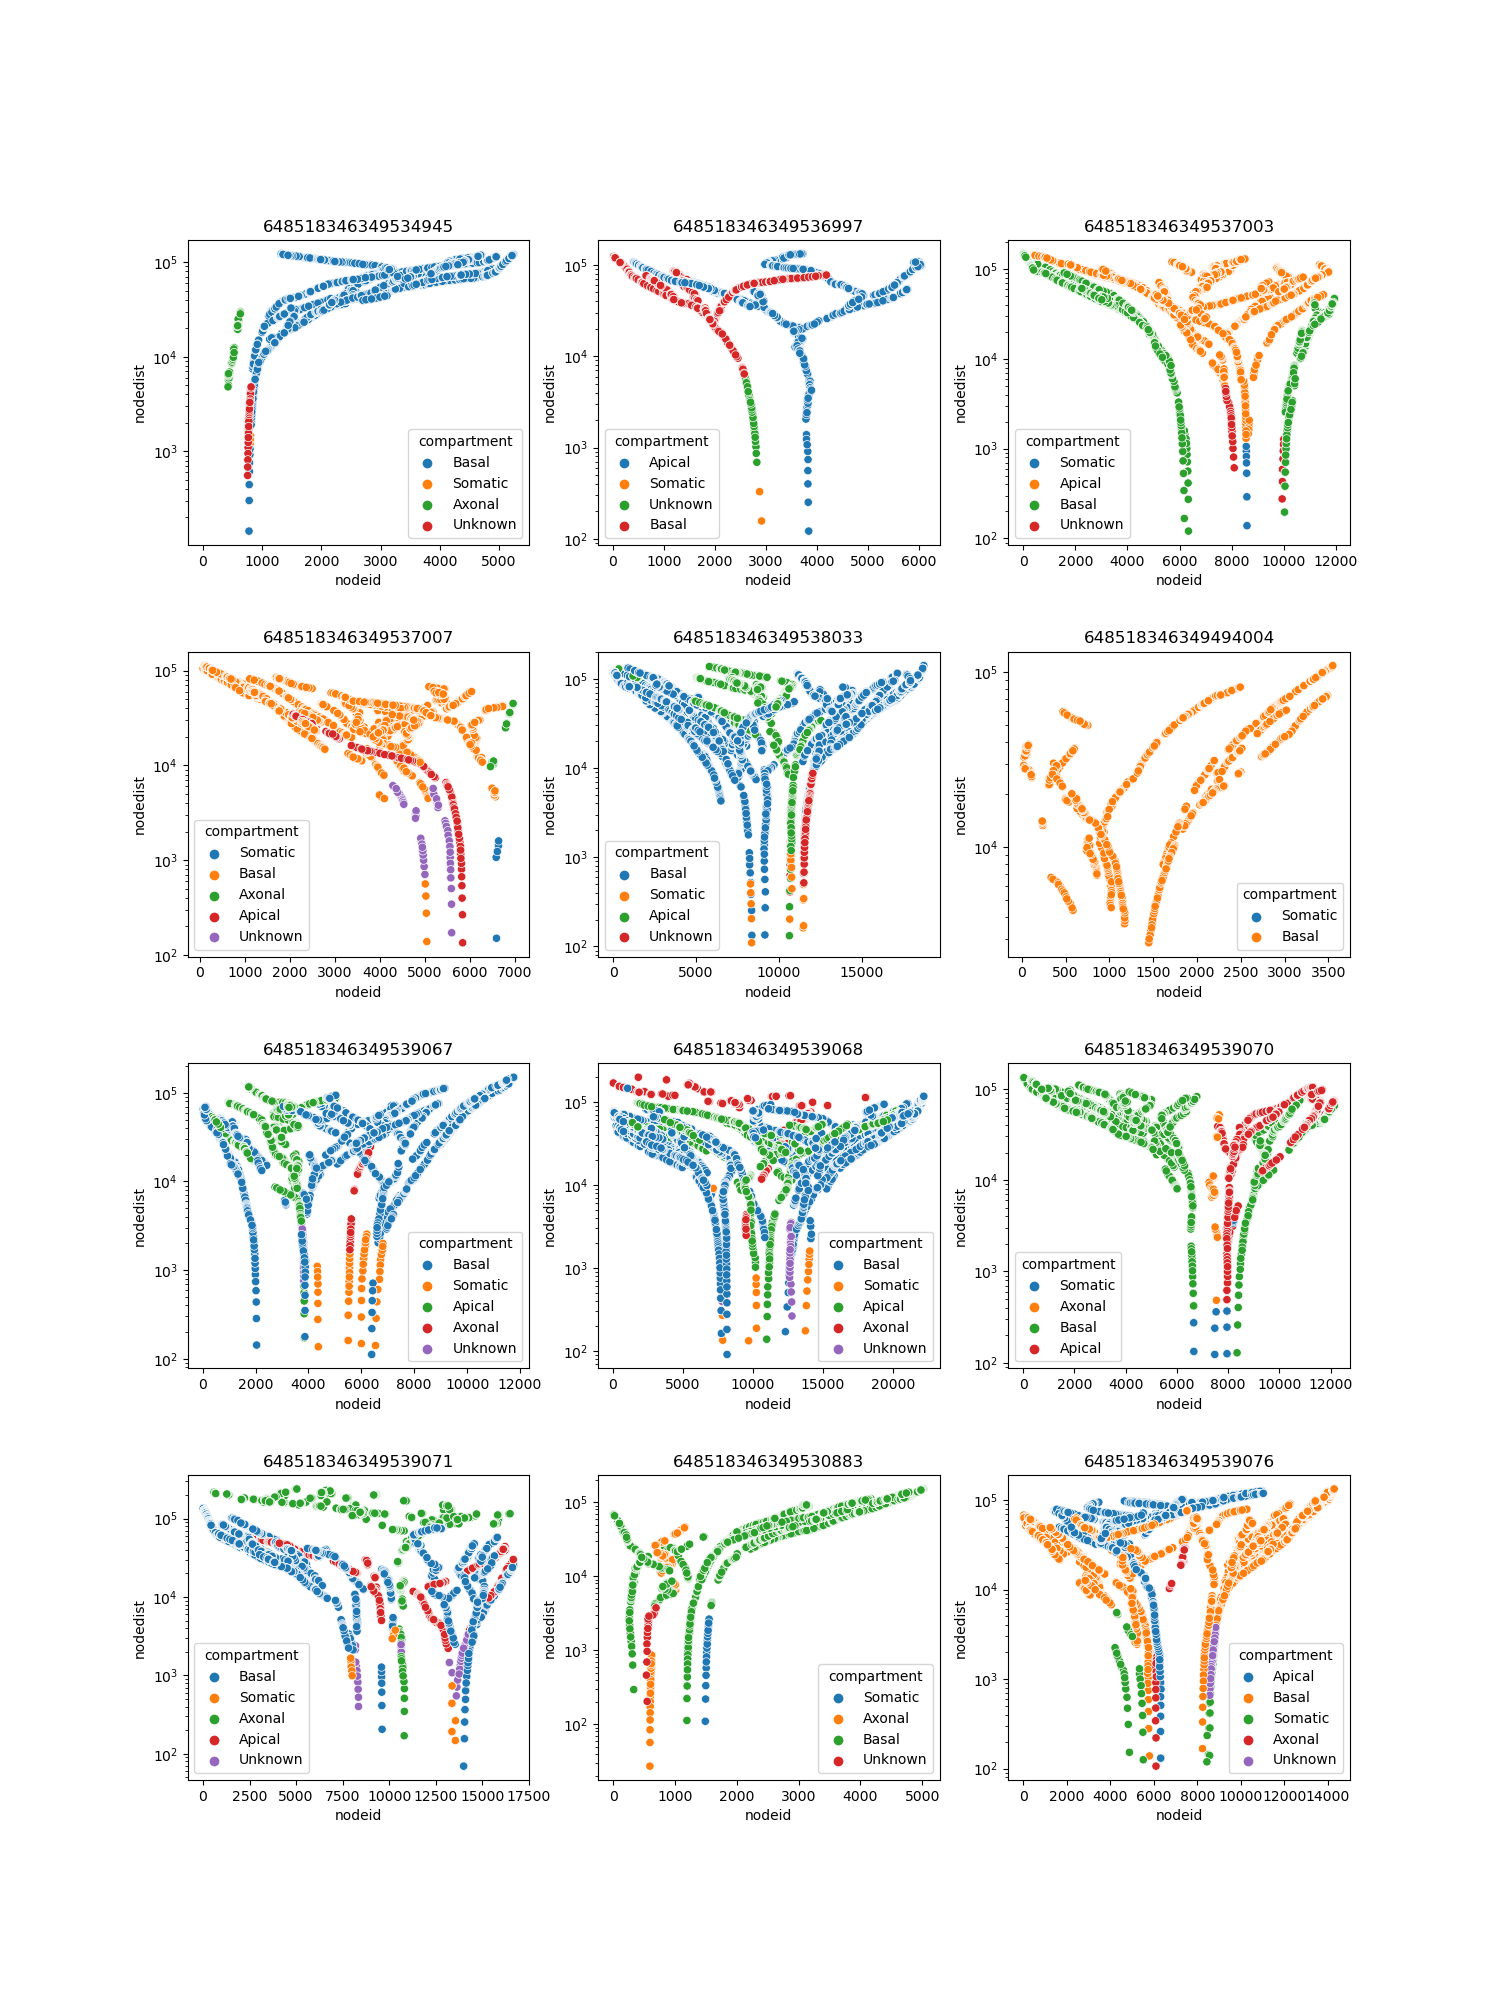 648518346349534945 648518346349536997 648518346349537003
10^5 10^5 10^5
10^4 10^4 10^4
10^3 10^3 10^3
10^2 10^2
nodedist nodedist nodedist
compartment compartment compartment
Basal Apical Somatic
Somatic Somatic Apical
Axonal Unknown Basal
Unknown Basal Unknown
0 1000 2000 3000 4000 5000 0 1000 2000 3000 4000 5000 6000 0 2000 4000 6000 8000 10000 12000
nodeid nodeid nodeid
648518346349537007 648518346349538033 648518346349494004
10^5 10^5 10^5
10^4 10^4 10^4
10^3 10^3
10^2 10^2
nodedist nodedist nodedist
compartment compartment compartment
Somatic Basal Somatic
Basal Somatic Basal
Axonal Apical
Apical Unknown
Unknown
0 1000 2000 3000 4000 5000 6000 7000 0 5000 10000 15000 0 500 1000 1500 2000 2500 3000 3500
nodeid nodeid nodeid
648518346349539067 648518346349539068 648518346349539070
10^5 10^5 10^5
10^4 10^4 10^4
10^3 10^3 10^3
10^2 10^2 10^2
nodedist nodedist nodedist
compartment compartment compartment
Basal Basal Somatic
Somatic Somatic Axonal
Apical Apical Basal
Axonal Axonal Apical
Unknown Unknown
0 2000 4000 6000 8000 10000 12000 0 5000 10000 15000 20000 0 2000 4000 6000 8000 10000 12000
nodeid nodeid nodeid
648518346349539071 648518346349530883 648518346349539076
10^5 10^5 10^5
10^4 10^4 10^4
10^3 10^3 10^3
10^2 10^2 10^2
nodedist nodedist nodedist
compartment compartment compartment
Basal Somatic Apical
Somatic Axonal Basal
Axonal Basal Somatic
Apical Unknown Axonal
Unknown Unknown
0 2500 5000 7500 10000 12500 15000 17500 0 1000 2000 3000 4000 5000 0 2000 4000 6000 8000 10000 12000 14000
nodeid nodeid nodeid